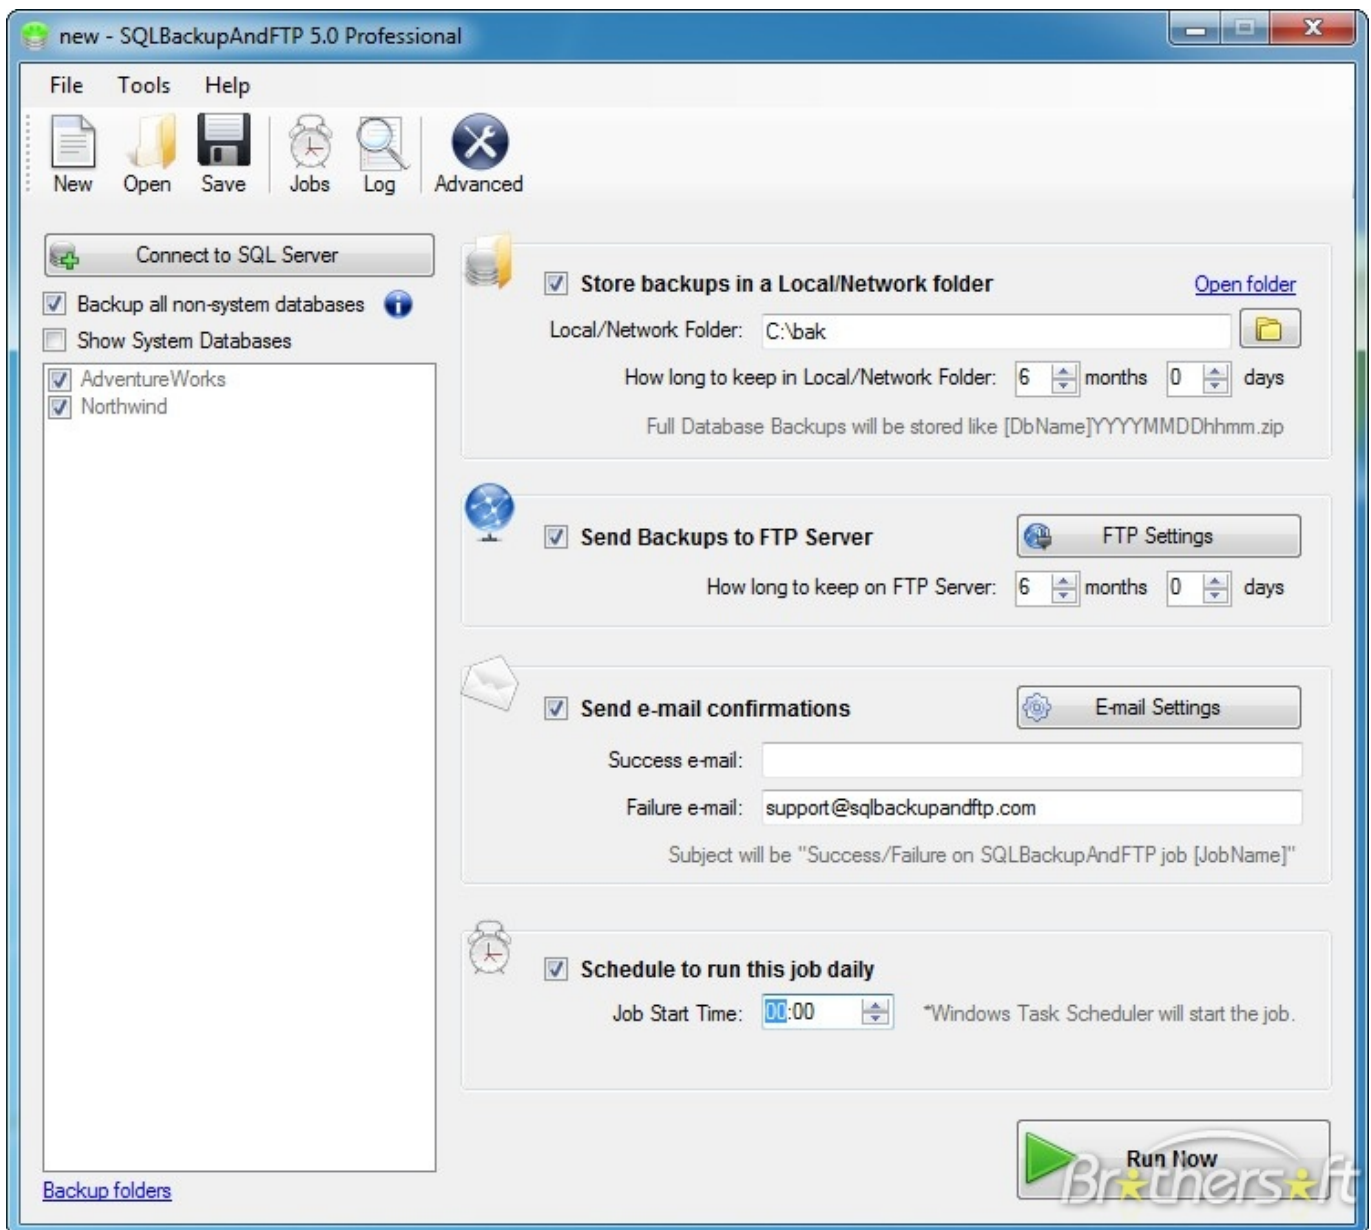 new - SQLBackupAndFTP 5.0 Professional
File Tools Help
New Open Save Jobs Log Advanced
Connect to SQL Server
Backup all non-system databases
Show System Databases
AdventureWorks
Northwind
Backup folders
Store backups in a Local/Network folder Open folder
Local/Network Folder: C:\bak
How long to keep in Local/Network Folder: 6 months 0 days
Full Database Backups will be stored like [DbName]YYYYMMDDhhmm.zip
Send Backups to FTP Server FTP Settings
How long to keep on FTP Server: 6 months 0 days
Send e-mail confirmations E-mail Settings
Success e-mail:
Failure e-mail: support@sqlbackupandftp.com
Subject will be "Success/Failure on SQLBackupAndFTP job [JobName]"
Schedule to run this job daily
Job Start Time: 00:00 *Windows Task Scheduler will start the job.
Run Now
Brothersoft